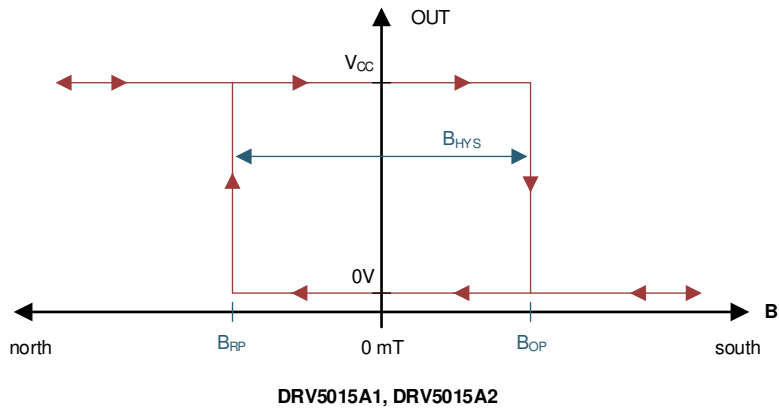 OUT
VCC
BHYS
0V
B
north
BRP
0 mT
BOP
south
DRV5015A1, DRV5015A2